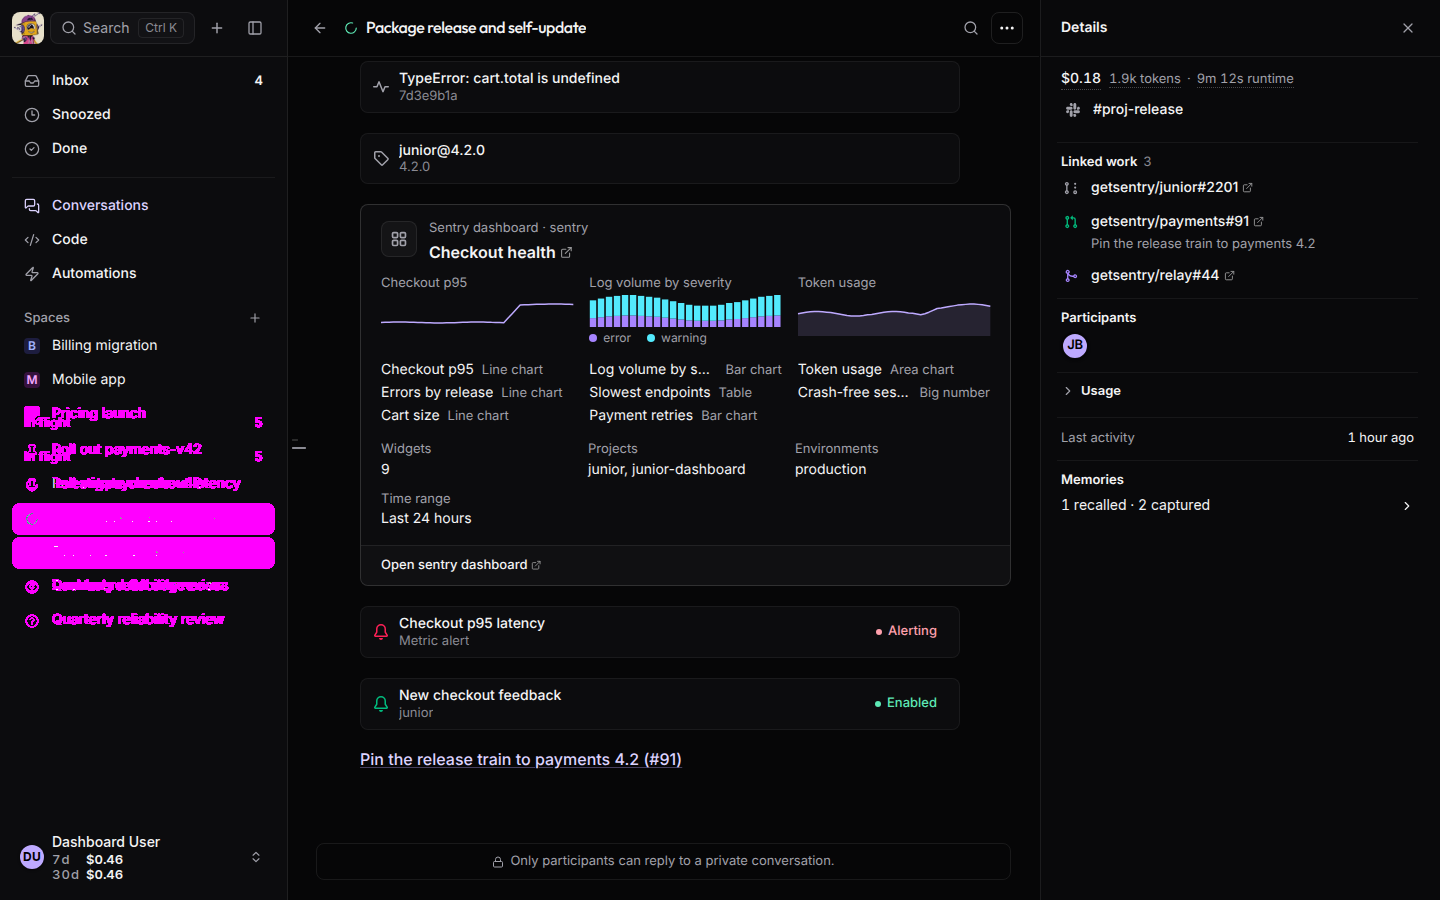 Search Ctrl K
Inbox 4
Snoozed
Done
Conversations
Code
Automations
Spaces
B Billing migration
M Mobile app
Pricing launch
In flight 5
Roll out payments-v42
In flight 5
Quarterly reliability review
Dashboard User
DU
7d $0.46
30d $0.46
Package release and self-update
TypeError: cart.total is undefined
7d3e9b1a
junior@4.2.0
4.2.0
Sentry dashboard · sentry
Checkout health
Checkout p95
Log volume by severity
Token usage
error warning
Checkout p95 Line chart
Log volume by s... Bar chart
Token usage Area chart
Errors by release Line chart
Slowest endpoints Table
Crash-free ses... Big number
Cart size Line chart
Payment retries Bar chart
Widgets
9
Projects
junior, junior-dashboard
Environments
production
Time range
Last 24 hours
Open sentry dashboard
Checkout p95 latency
Metric alert
Alerting
New checkout feedback
junior
Enabled
Pin the release train to payments 4.2 (#91)
Only participants can reply to a private conversation.
Details
$0.18 1.9k tokens · 9m 12s runtime
#proj-release
Linked work 3
getsentry/junior#2201
getsentry/payments#91
Pin the release train to payments 4.2
getsentry/relay#44
Participants
JB
Usage
Last activity 1 hour ago
Memories
1 recalled · 2 captured